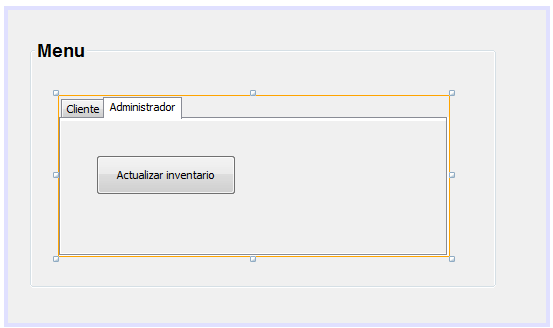 Menu
Cliente
Administrador
Actualizar inventario